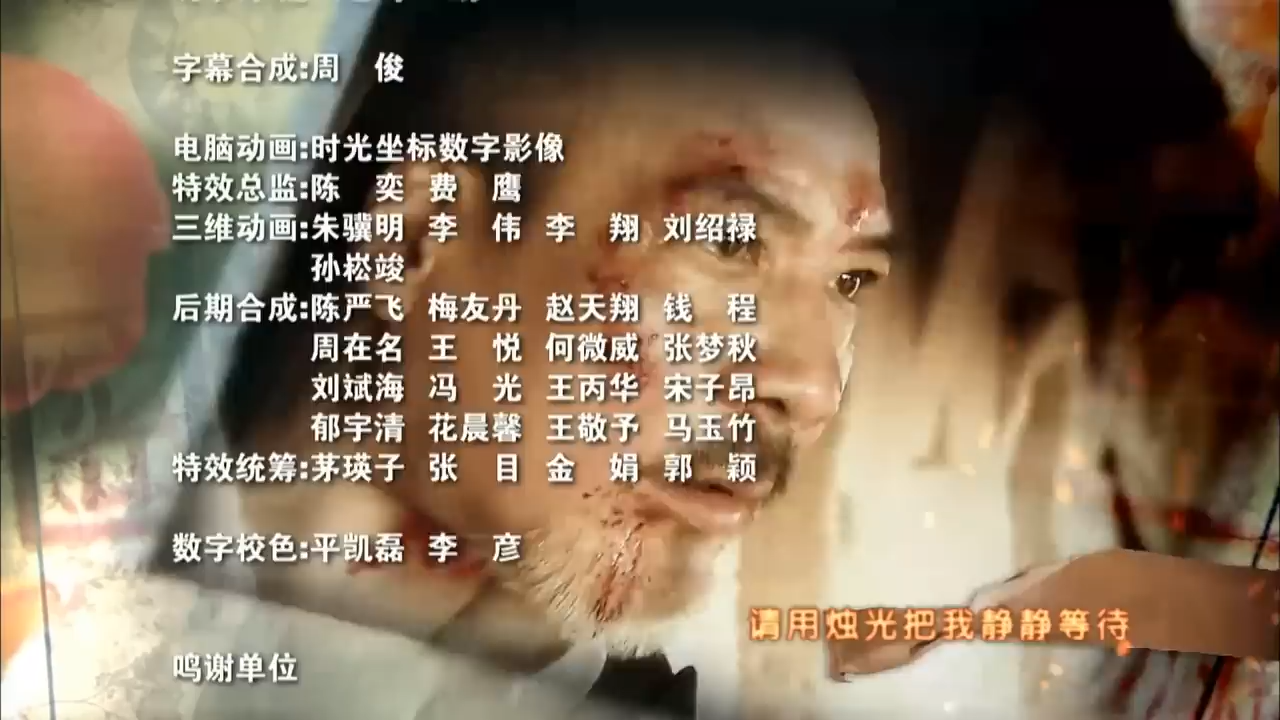 字幕合成:周　俊
电脑动画:时光坐标数字影像
特效总监:陈　奕 费　鹰
三维动画:朱骥明 李　伟 李　翔 刘绍禄
孙崧竣
后期合成:陈严飞 梅友丹 赵天翔 钱　程
周在名 王　悦 何微威 张梦秋
刘斌海 冯　光 王丙华 宋子昂
郁宇清 花晨馨 王敬予 马玉竹
特效统筹:茅瑛子 张　目 金　娟 郭　颖
数字校色:平凯磊 李　彦
请用烛光把我静静等待
鸣谢单位